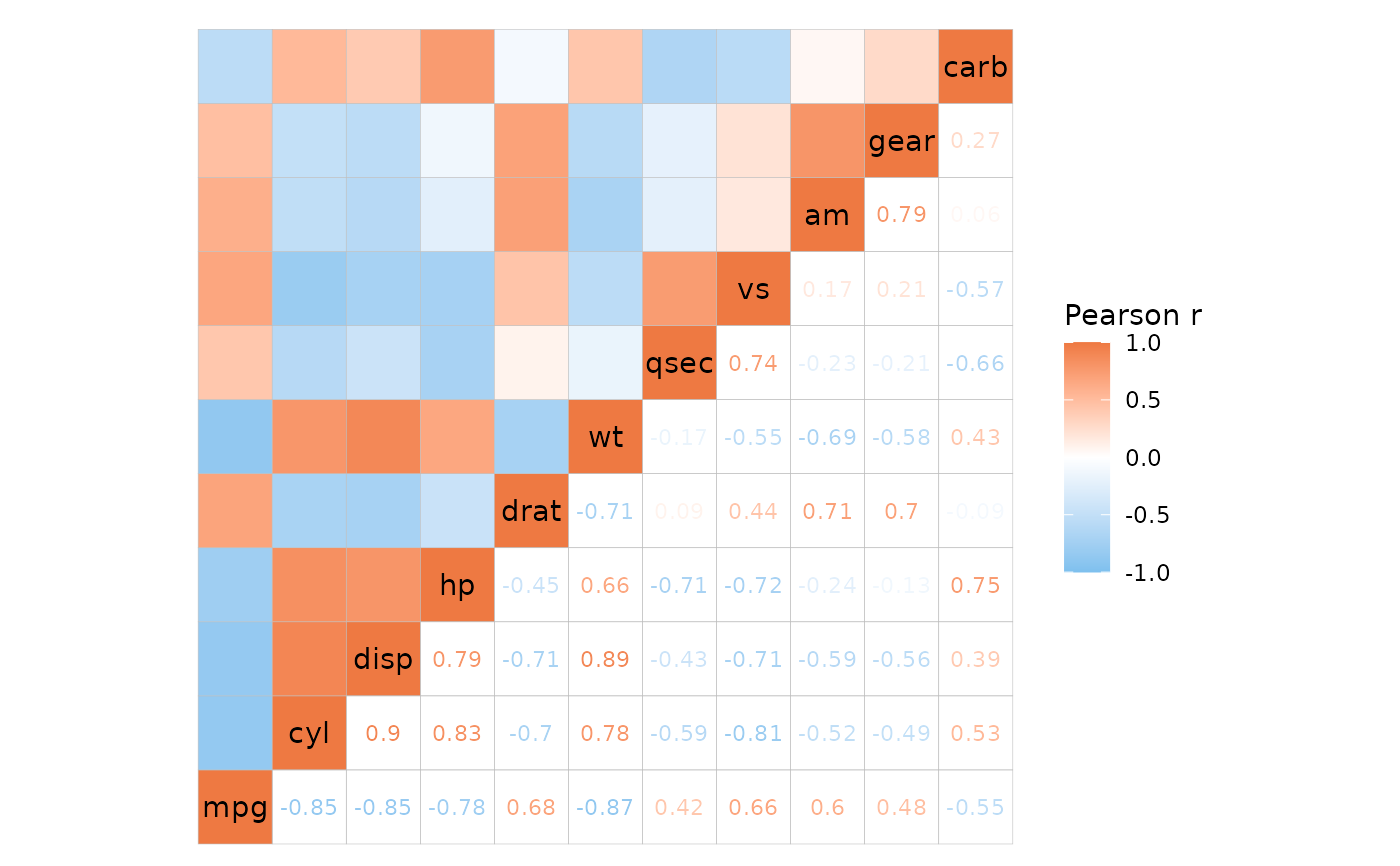 carb
gear 0.27
am 0.79 0.06
vs 0.17 0.21 -0.57
qsec 0.74 -0.23 -0.21 -0.66
wt -0.17 -0.55 -0.69 -0.58 0.43
drat -0.71 0.09 0.44 0.71 0.7 -0.09
hp -0.45 0.66 -0.71 -0.72 -0.24 -0.13 0.75
disp 0.79 -0.71 0.89 -0.43 -0.71 -0.59 -0.56 0.39
cyl 0.9 0.83 -0.7 0.78 -0.59 -0.81 -0.52 -0.49 0.53
mpg -0.85 -0.85 -0.78 0.68 -0.87 0.42 0.66 0.6 0.48 -0.55
Pearson r
1.0
0.5
0.0
-0.5
-1.0